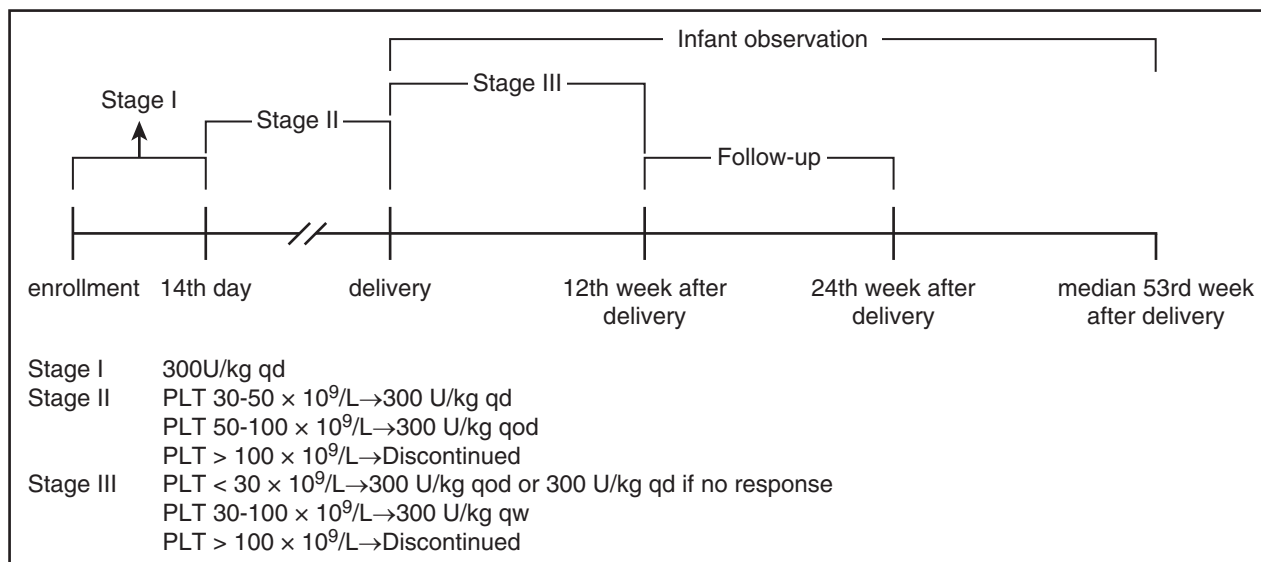 Infant observation
Stage III
Stage I
Stage II
Follow-up
enrollment
14th day
delivery
12th week after
delivery
24th week after
delivery
median 53rd week
after delivery
Stage I 300U/kg qd
Stage II PLT 30-50 × 10⁹/L→300 U/kg qd
PLT 50-100 × 10⁹/L→300 U/kg qod
PLT > 100 × 10⁹/L→Discontinued
Stage III PLT < 30 × 10⁹/L→300 U/kg qod or 300 U/kg qd if no response
PLT 30-100 × 10⁹/L→300 U/kg qw
PLT > 100 × 10⁹/L→Discontinued